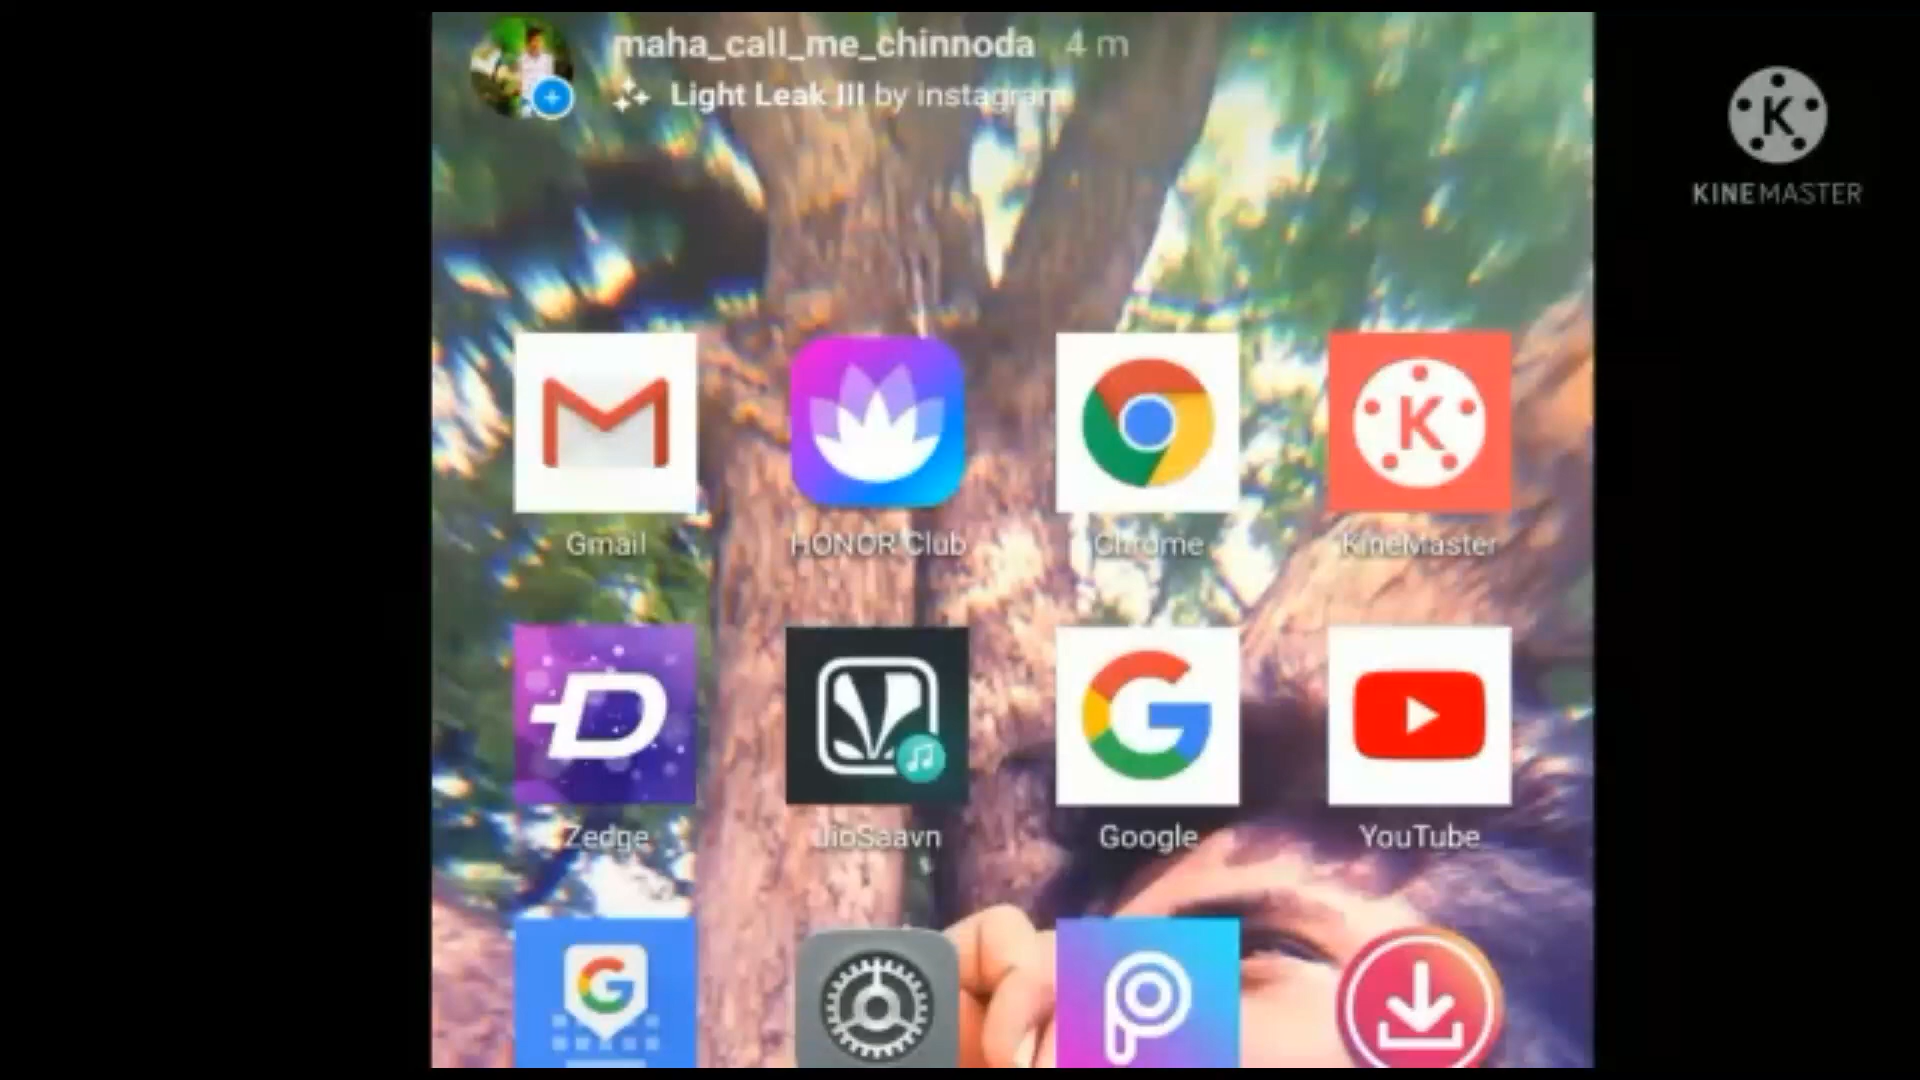 maha_call_me_chinnoda 4 m
Light Leak III by instagram
K
KINEMASTER
Gmail
HONOR Club
Chrome
KineMaster
Zedge
JioSaavn
Google
YouTube